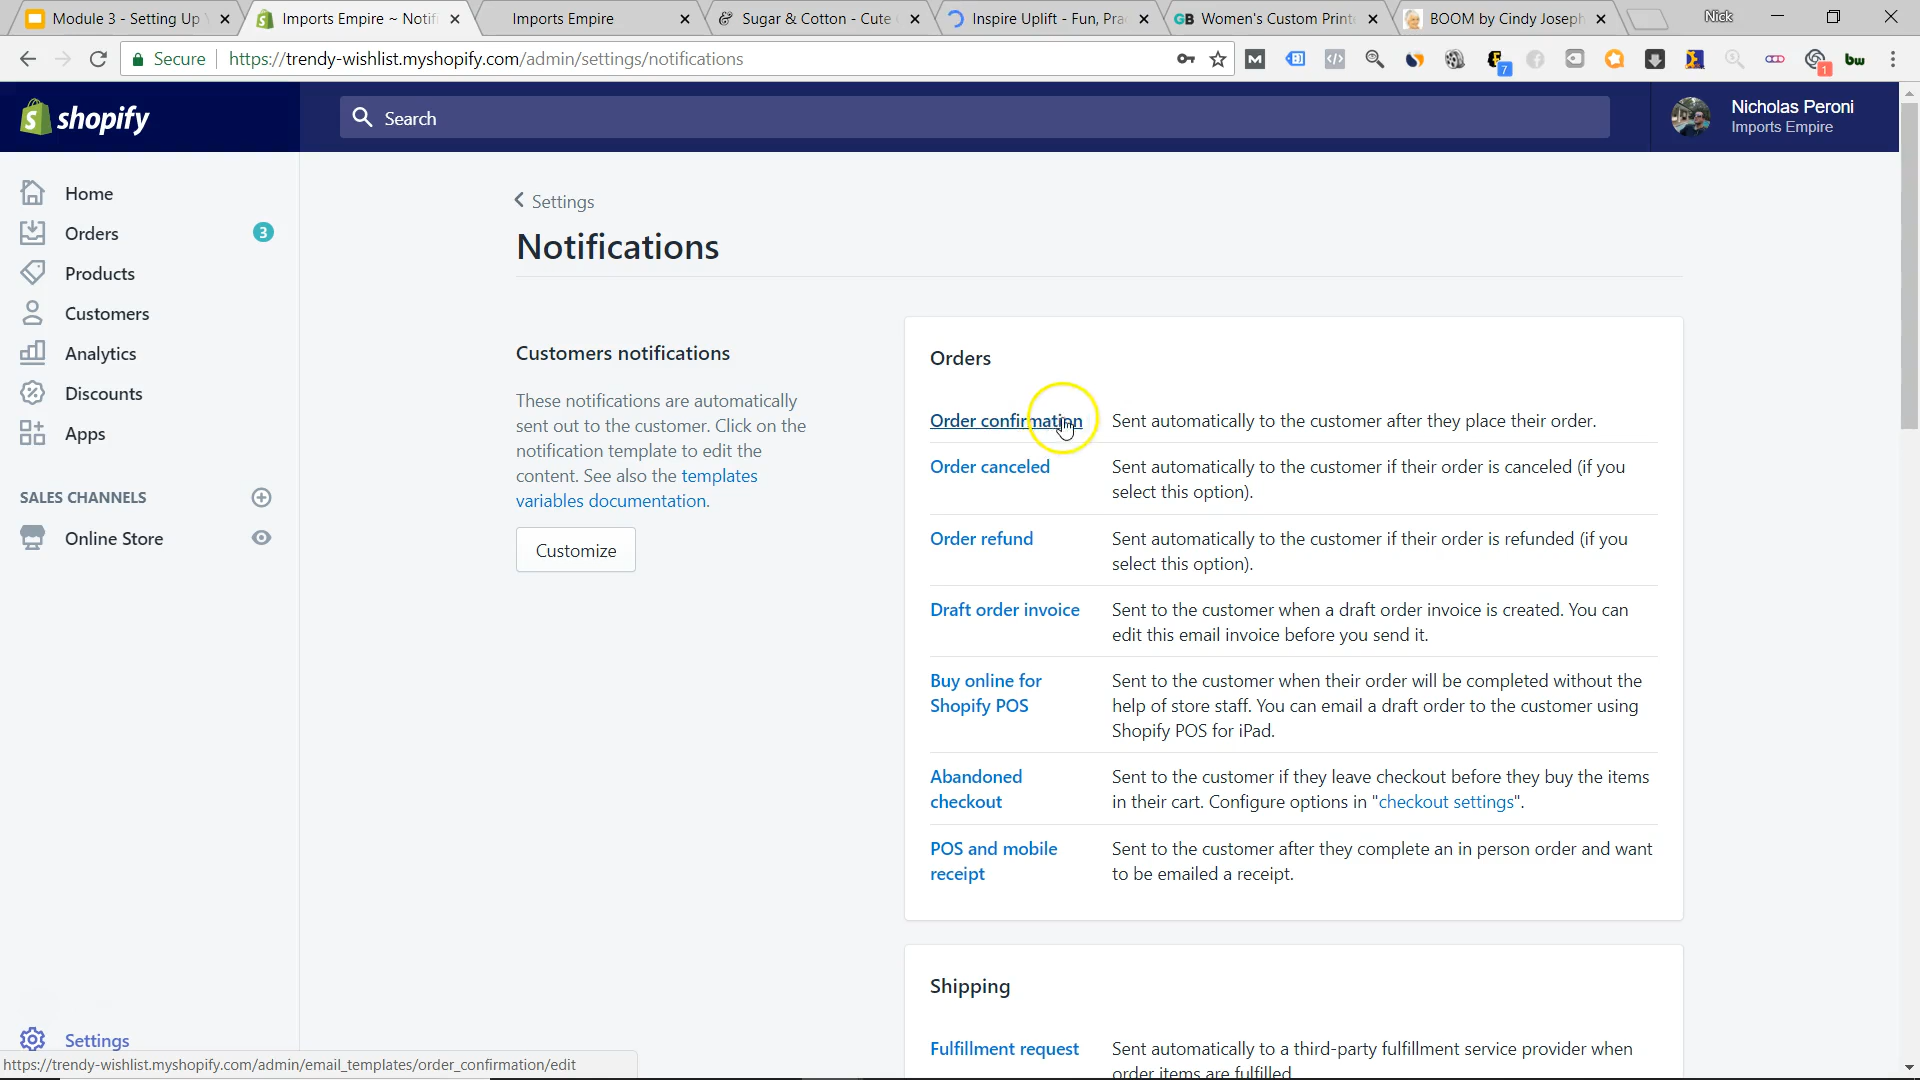 Module 3 - Setting Up
Imports Empire ~ Notif
Imports Empire
Sugar & Cotton - Cute
Inspire Uplift - Fun, Pra
GB Women's Custom Print
BOOM by Cindy Joseph
Nick
Secure
https://trendy-wishlist.myshopify.com/admin/settings/notifications
M
7
1
bw
shopify
Search
Nicholas Peroni
Imports Empire
Home
Orders
3
Products
Customers
Analytics
Discounts
Apps
SALES CHANNELS
Online Store
Settings
https://trendy-wishlist.myshopify.com/admin/email_templates/order_confirmation/edit
Settings
Notifications
Customers notifications
These notifications are automatically
sent out to the customer. Click on the
notification template to edit the
content. See also the templates
variables documentation.
Customize
Orders
Order confirmation
Sent automatically to the customer after they place their order.
Order canceled
Sent automatically to the customer if their order is canceled (if you
select this option).
Order refund
Sent automatically to the customer if their order is refunded (if you
select this option).
Draft order invoice
Sent to the customer when a draft order invoice is created. You can
edit this email invoice before you send it.
Buy online for
Shopify POS
Sent to the customer when their order will be completed without the
help of store staff. You can email a draft order to the customer using
Shopify POS for iPad.
Abandoned
checkout
Sent to the customer if they leave checkout before they buy the items
in their cart. Configure options in "checkout settings".
POS and mobile
receipt
Sent to the customer after they complete an in person order and want
to be emailed a receipt.
Shipping
Fulfillment request
Sent automatically to a third-party fulfillment service provider when
order items are fulfilled.